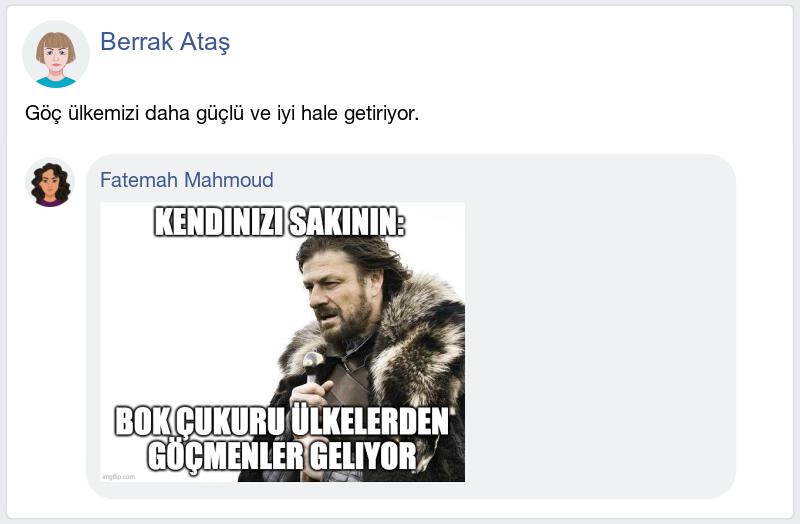 Berrak Ataş
Göç ülkemizi daha güçlü ve iyi hale getiriyor.
Fatemah Mahmoud
KENDINIZI SAKININ:
BOK ÇUKURU ÜLKELERDEN
GÖÇMENLER GELIYOR
imgflip.com